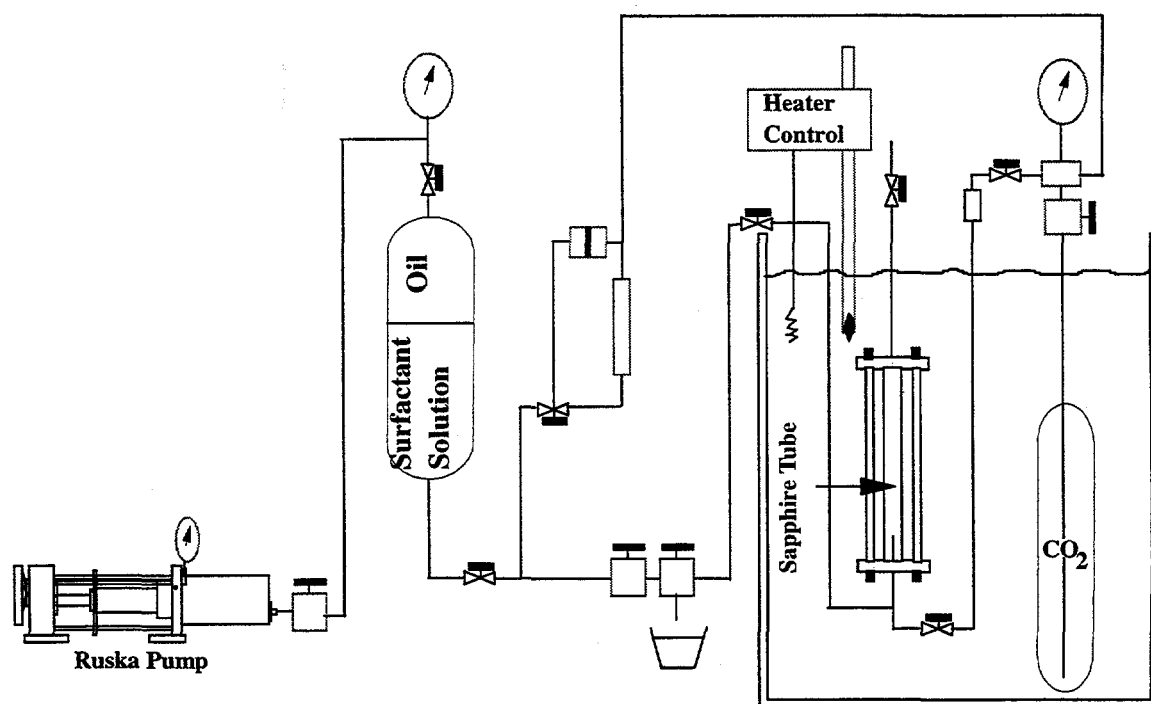 Heater
Control
Oil
Surfactant
Solution
Sapphire Tube
CO2
Ruska Pump